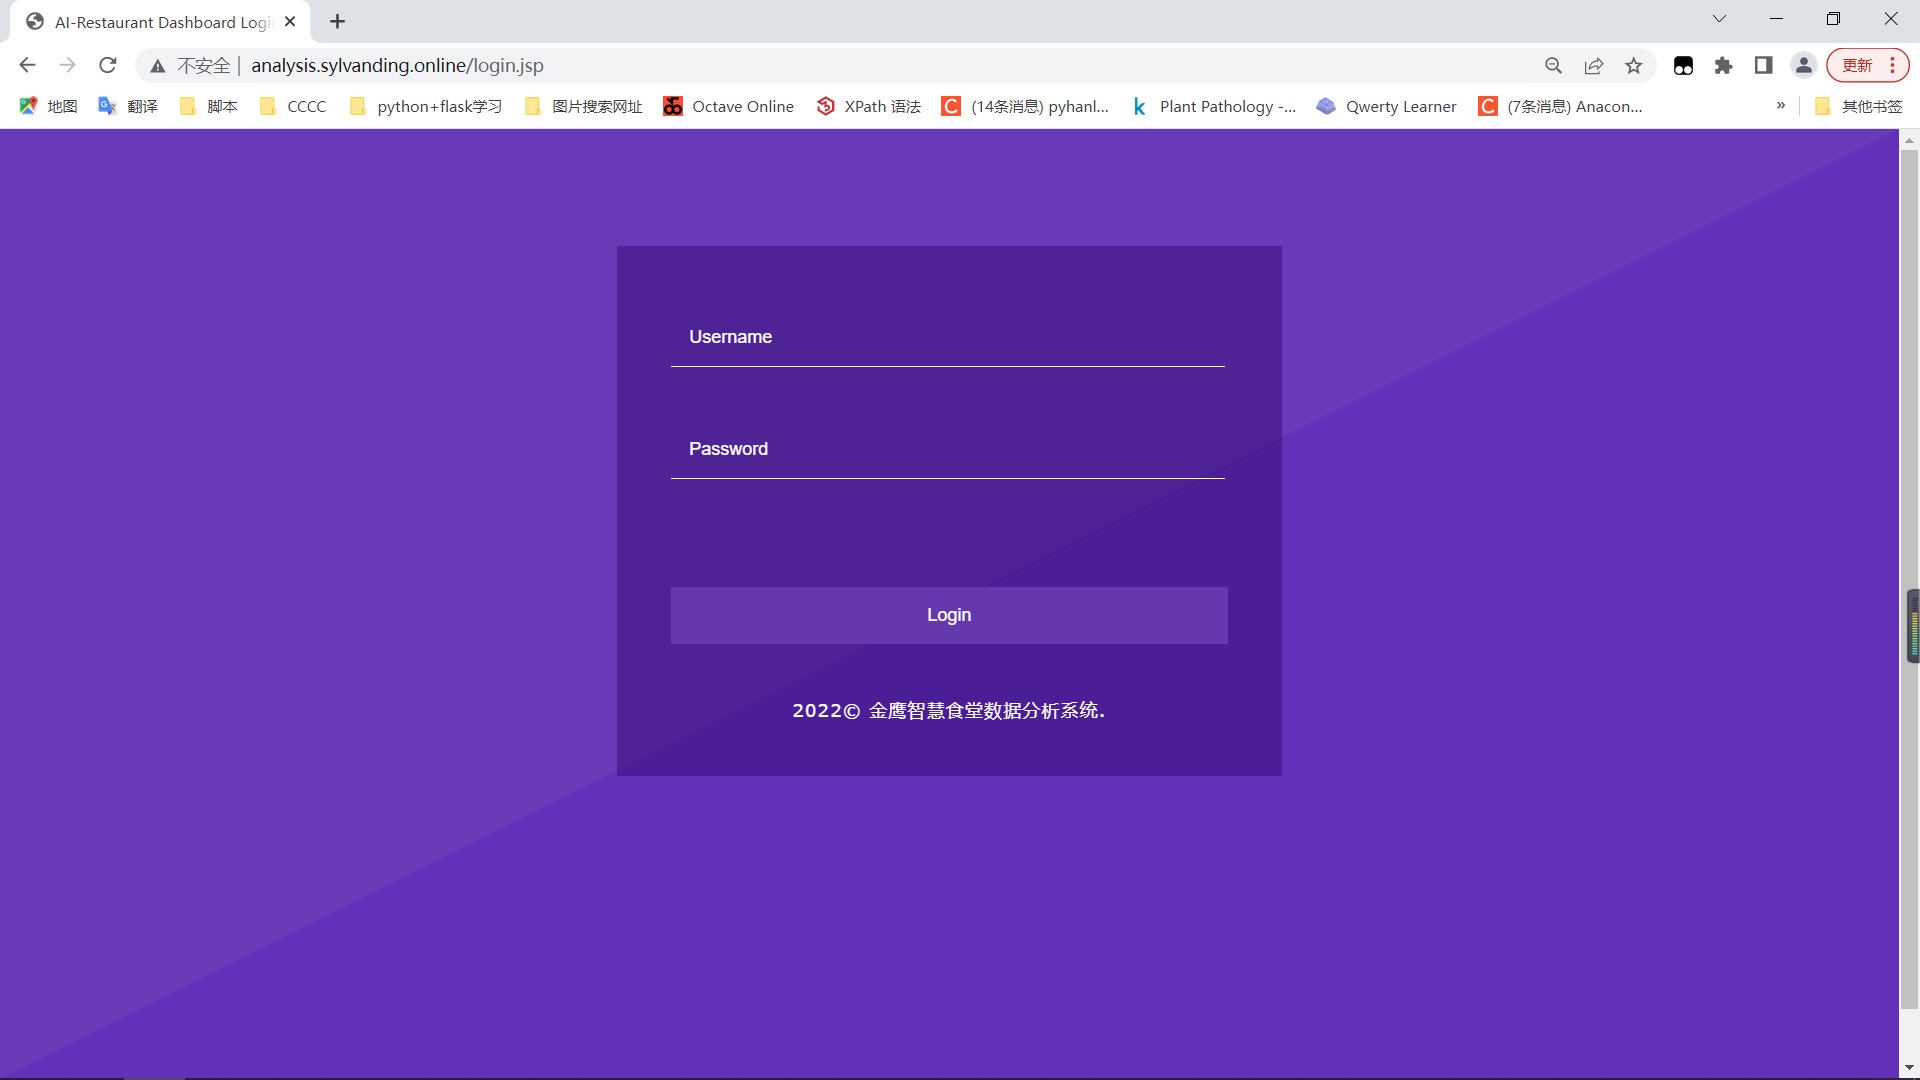 AI-Restaurant Dashboard Login
不安全 | analysis.sylvanding.online/login.jsp
更新
地图 翻译 脚本 CCCC python+flask学习 图片搜索网址 Octave Online XPath 语法 (14条消息) pyhanl... Plant Pathology -... Qwerty Learner (7条消息) Anacon... » 其他书签
Username
Password
Login
2022© 金鹰智慧食堂数据分析系统.